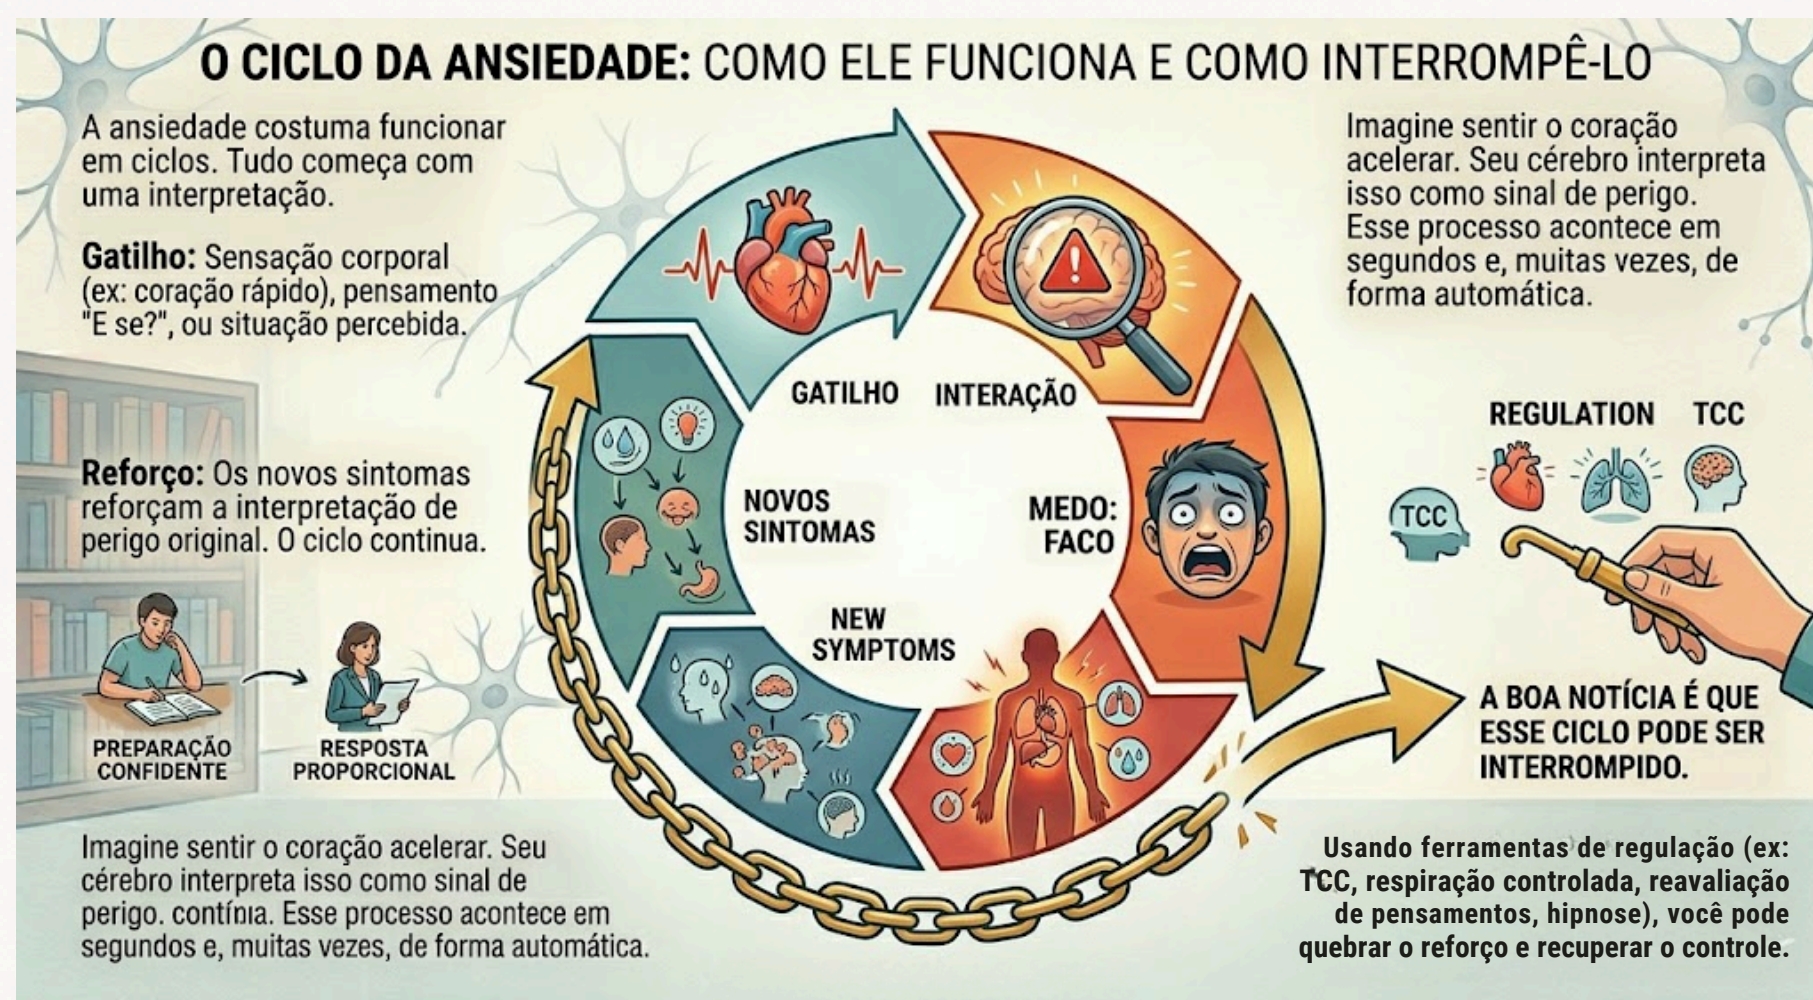 O CICLO DA ANSIEDADE: COMO ELE FUNCIONA E COMO INTERROMPÊ-LO
A ansiedade costuma funcionar
em ciclos. Tudo começa com
uma interpretação.
Gatilho: Sensação corporal
(ex: coração rápido), pensamento
"E se?", ou situação percebida.
Reforço: Os novos sintomas
reforçam a interpretação de
perigo original. O ciclo continua.
PREPARAÇÃO
CONFIDENTE
RESPOSTA
PROPORCIONAL
Imagine sentir o coração acelerar. Seu
cérebro interpreta isso como sinal de
perigo. contínıa. Esse processo acontece em
segundos e, muitas vezes, de forma automática.
GATILHO
INTERAÇÃO
NOVOS
SINTOMAS
MEDO:
FACO
NEW
SYMPTOMS
Imagine sentir o coração
acelerar. Seu cérebro interpreta
isso como sinal de perigo.
Esse processo acontece em
segundos e, muitas vezes, de
forma automática.
REGULATION
TCC
TCC
A BOA NOTÍCIA É QUE
ESSE CICLO PODE SER
INTERROMPIDO.
Usando ferramentas de regulação (ex:
TCC, respiração controlada, reavaliação
de pensamentos, hipnose), você pode
quebrar o reforço e recuperar o controle.